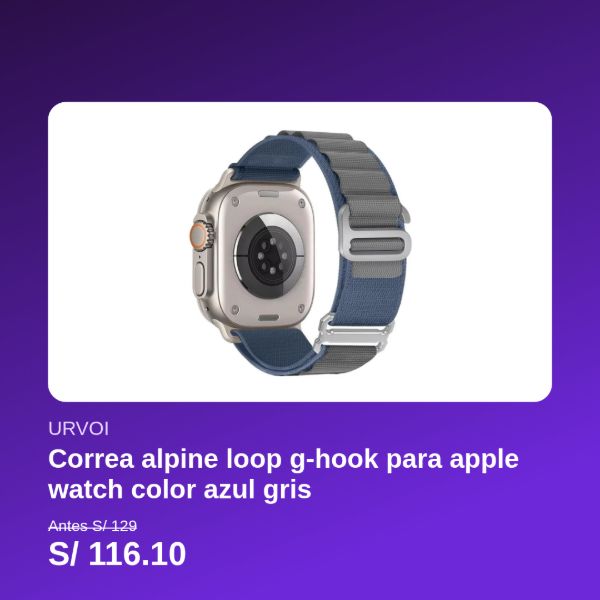 URVOI
Correa alpine loop g-hook para apple
watch color azul gris
Antes S/ 129
S/ 116.10